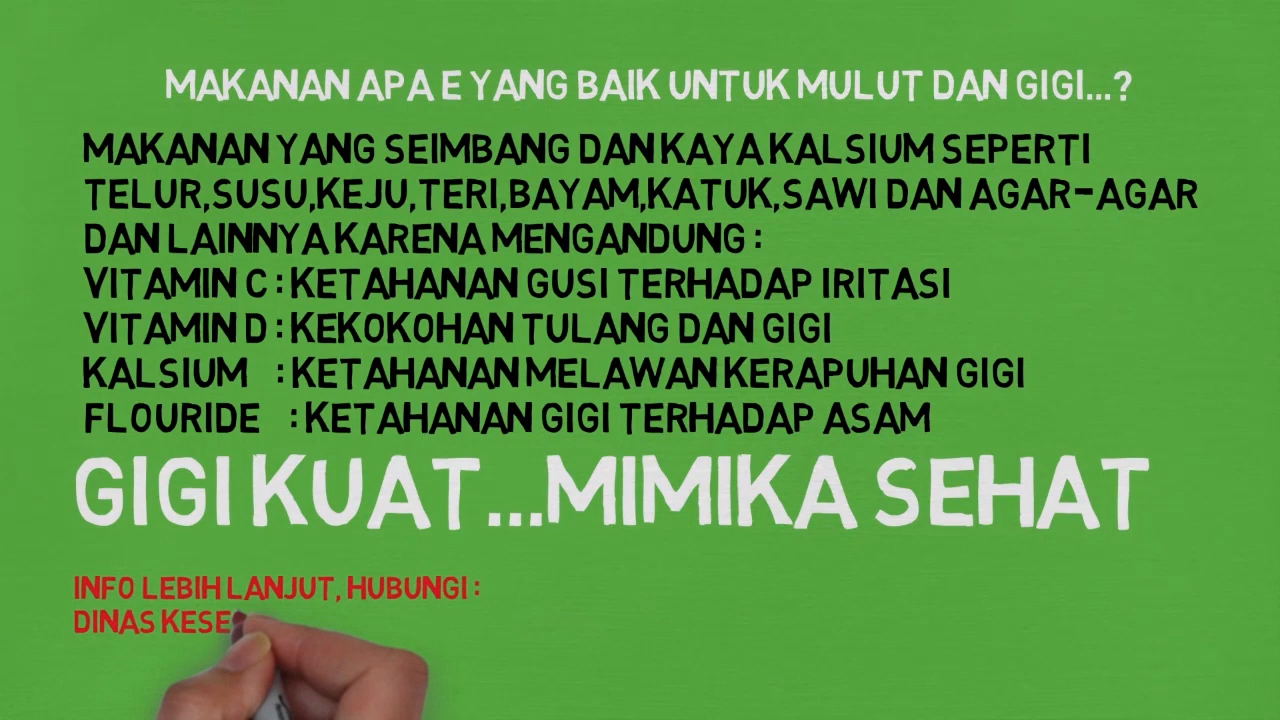 MAKANAN APA E YANG BAIK UNTUK MULUT DAN GIGI...?
MAKANAN YANG SEIMBANG DAN KAYA KALSIUM SEPERTI
TELUR,SUSU,KEJU,TERI,BAYAM,KATUK,SAWI DAN AGAR-AGAR
DAN LAINNYA KARENA MENGANDUNG :
VITAMIN C : KETAHANAN GUSI TERHADAP IRITASI
VITAMIN D : KEKOKOHAN TULANG DAN GIGI
KALSIUM : KETAHANAN MELAWAN KERAPUHAN GIGI
FLOURIDE : KETAHANAN GIGI TERHADAP ASAM
GIGI KUAT...MIMIKA SEHAT
INFO LEBIH LANJUT, HUBUNGI :
DINAS KESE